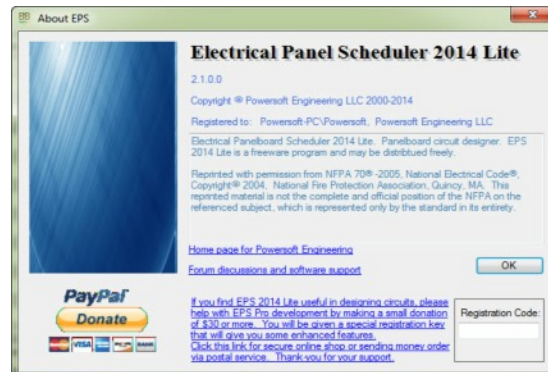 About EPS
Electrical Panel Scheduler 2014 Lite
2.1.0.0
Copyright © Powersoft Engineering LLC 2000-2014
Registered to: Powersoft-PC\Powersoft, Powersoft Engineering LLC
Electrical Panelboard Scheduler 2014 Lite. Panelboard circuit designer. EPS
2014 Lite is a freeware program and may be distribtued freely.
Reprinted with permission from NFPA 70® -2005, National Electrical Code®,
Copyright® 2004, National Fire Protection Association, Quincy, MA. This
reprinted material is not the complete and official position of the NFPA on the
referenced subject, which is represented only by the standard in its entirety.
Home page for Powersoft Engineering
Forum discussions and software support
OK
PayPal
Donate
VISA
BANK
If you find EPS 2014 Lite useful in designing circuits, please
help with EPS Pro development by making a small donation
of $30 or more. You will be given a special registration key
that will give you some enhanced features.
Click this link for secure online shop or sending money order
via postal service. Thank-you for your support.
Registration Code: